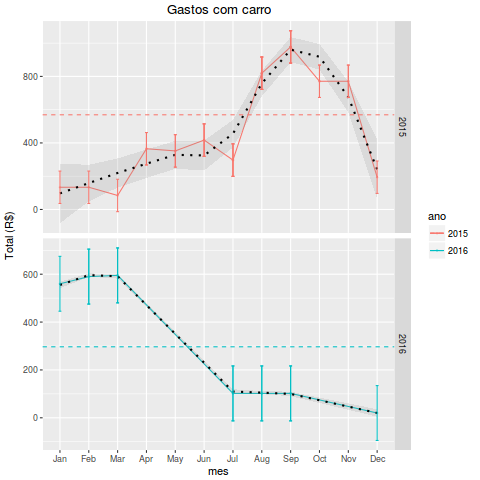 Gastos com carro
Total (R$)
800
400
0
2015
600
400
200
0
2016
Jan Feb Mar Apr May Jun Jul Aug Sep Oct Nov Dec
mes
ano
2015
2016